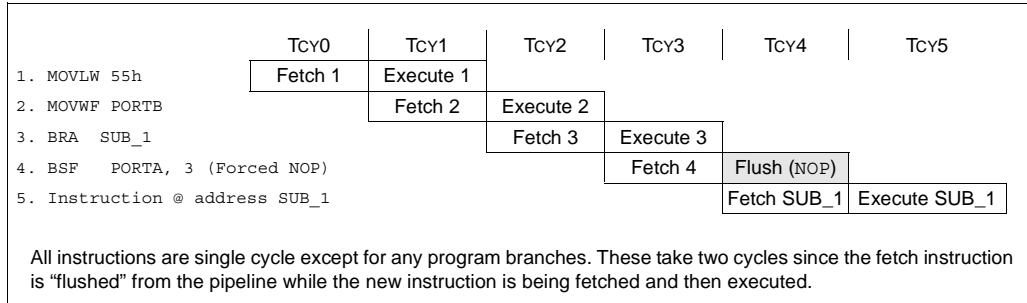 TCY0 TCY1 TCY2 TCY3 TCY4 TCY5
1. MOVLW 55h Fetch 1 Execute 1
2. MOVWF PORTB Fetch 2 Execute 2
3. BRA SUB_1 Fetch 3 Execute 3
4. BSF PORTA, 3 (Forced NOP) Fetch 4 Flush (NOP)
5. Instruction @ address SUB_1 Fetch SUB_1 Execute SUB_1
All instructions are single cycle except for any program branches. These take two cycles since the fetch instruction
is “flushed” from the pipeline while the new instruction is being fetched and then executed.